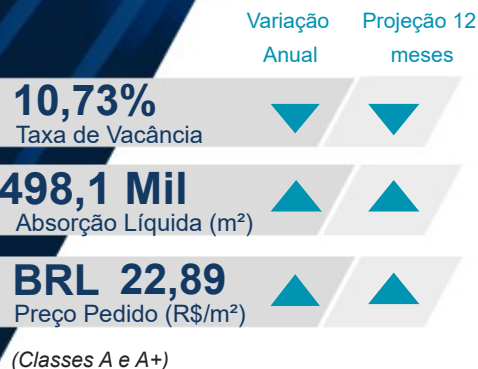 Variação Projeção 12
Anual meses
10,73%
Taxa de Vacância
498,1 Mil
Absorção Líquida (m²)
BRL 22,89
Preço Pedido (R$/m²)
(Classes A e A+)